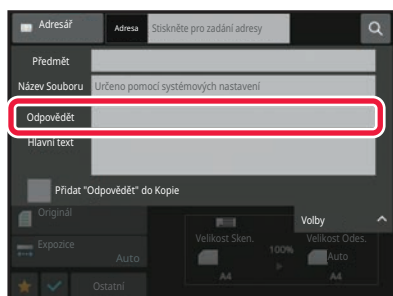 Adresář
Adresa
Stiskněte pro zadání adresy
Předmět
Název Souboru
Určeno pomocí systémových nastavení
Odpovědět
Hlavní text
Přidat "Odpovědět" do Kopie
Originál
Volby
Expozice
Auto
Velikost Sken.
100%
Velikost Odes.
Auto
A4
A4
Ostatní